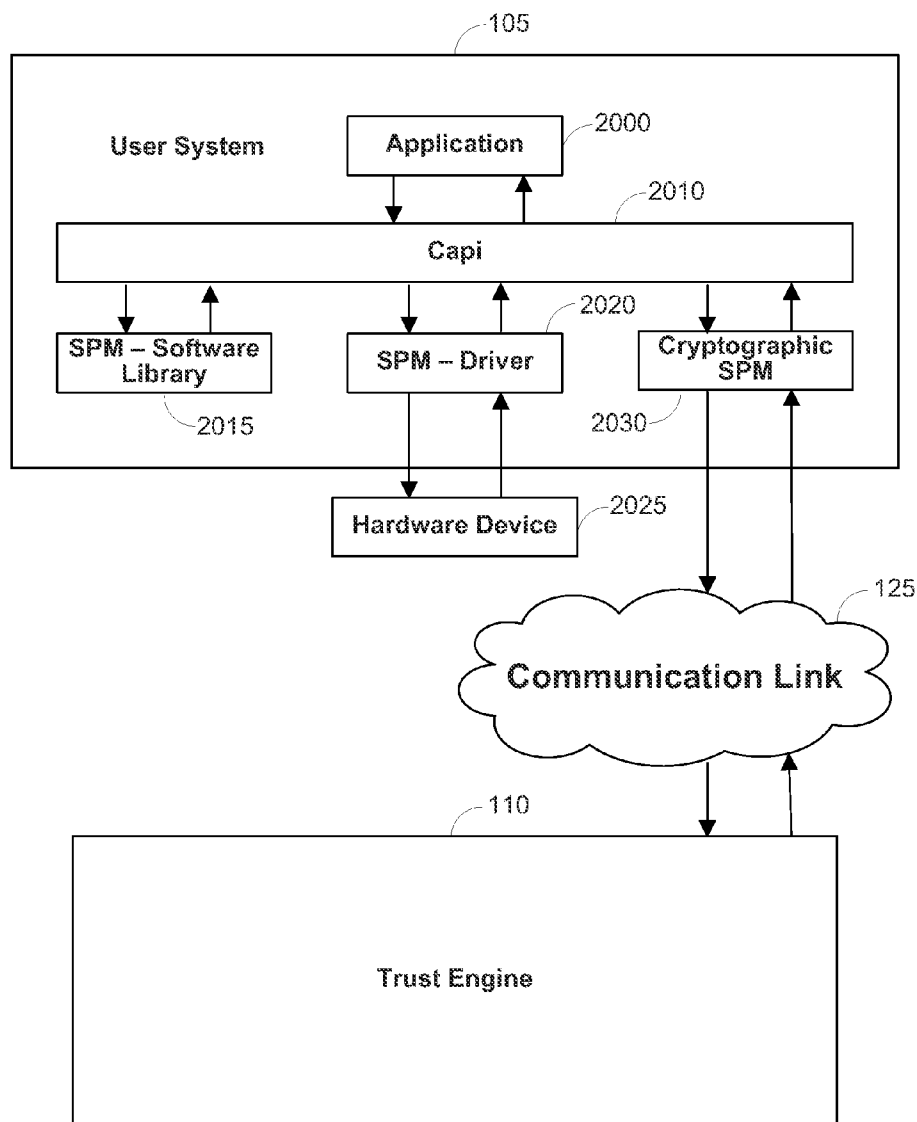 105
User System
Application
2000
2010
Capi
SPM – Software
Library
2015
SPM – Driver
2020
Cryptographic
SPM
2030
Hardware Device
2025
125
Communication Link
110
Trust Engine